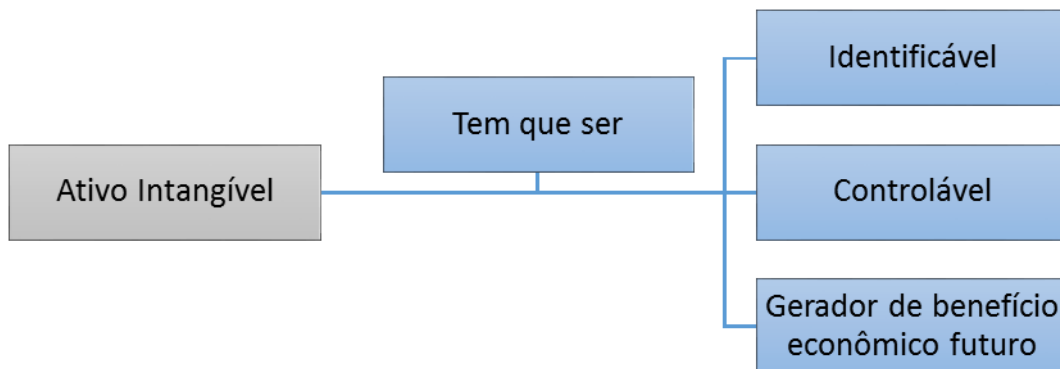 Ativo Intangível
Tem que ser
Identificável
Controlável
Gerador de benefício
econômico futuro